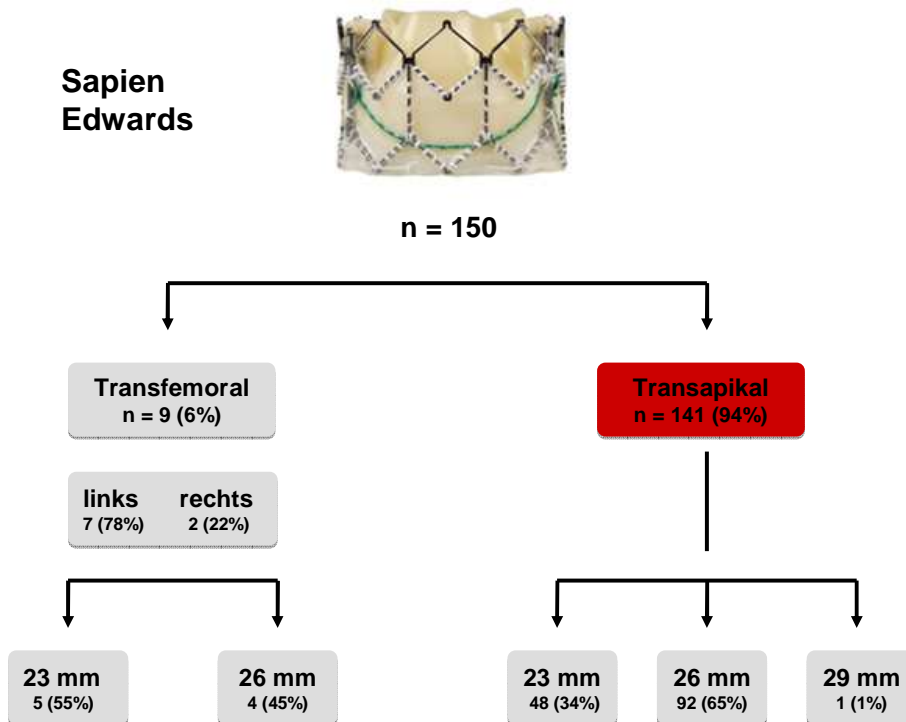 Sapien
Edwards
n = 150
Transfemoral
n = 9 (6%)
Transapikal
n = 141 (94%)
links rechts
7 (78%) 2 (22%)
23 mm 26 mm 23 mm 26 mm 29 mm
5 (55%) 4 (45%) 48 (34%) 92 (65%) 1 (1%)